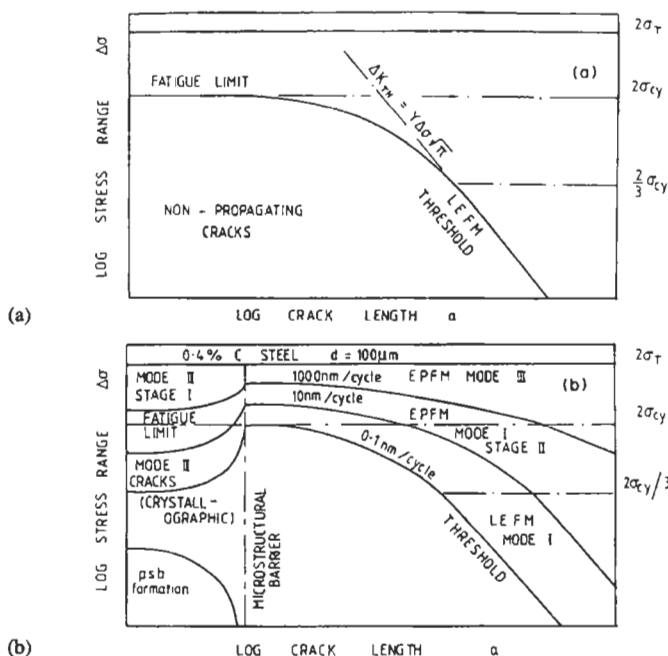 2σT
Δσ
(a)
FATIGUE LIMIT
2σcy
ΔK_TH = YΔσ√π
LOG STRESS RANGE
2/3 σcy
NON - PROPAGATING
CRACKS
LEFM
THRESHOLD
(a)
LOG CRACK LENGTH a
0·4% C STEEL d = 100μm
2σT
Δσ
MODE II
STAGE I
1000nm/cycle
EPFM MODE III
(b)
10nm/cycle
FATIGUE
LIMIT
EPFM
2σcy
MODE I
STAGE II
0·1nm/cycle
LOG STRESS RANGE
MODE II
CRACKS
(CRYSTALL-
OGRAPHIC)
2σcy/3
MICROSTRUCTURAL
BARRIER
THRESHOLD
LEFM
MODE I
psb
formation
(b)
LOG CRACK LENGTH a